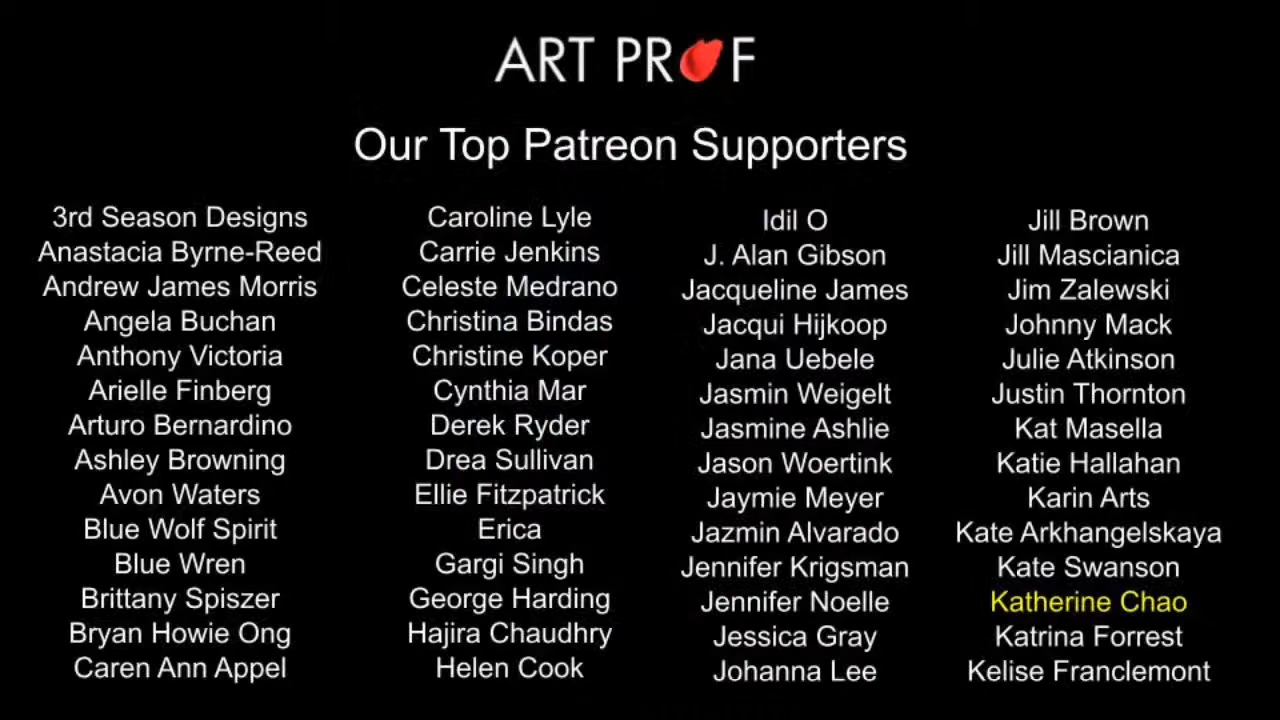 ART PROF
Our Top Patreon Supporters
3rd Season Designs
Anastacia Byrne-Reed
Andrew James Morris
Angela Buchan
Anthony Victoria
Arielle Finberg
Arturo Bernardino
Ashley Browning
Avon Waters
Blue Wolf Spirit
Blue Wren
Brittany Spiszer
Bryan Howie Ong
Caren Ann Appel
Caroline Lyle
Carrie Jenkins
Celeste Medrano
Christina Bindas
Christine Koper
Cynthia Mar
Derek Ryder
Drea Sullivan
Ellie Fitzpatrick
Erica
Gargi Singh
George Harding
Hajira Chaudhry
Helen Cook
Idil O
J. Alan Gibson
Jacqueline James
Jacqui Hijkoop
Jana Uebele
Jasmin Weigelt
Jasmine Ashlie
Jason Woertink
Jaymie Meyer
Jazmin Alvarado
Jennifer Krigsman
Jennifer Noelle
Jessica Gray
Johanna Lee
Jill Brown
Jill Mascianica
Jim Zalewski
Johnny Mack
Julie Atkinson
Justin Thornton
Kat Masella
Katie Hallahan
Karin Arts
Kate Arkhangelskaya
Kate Swanson
Katherine Chao
Katrina Forrest
Kelise Franclemont